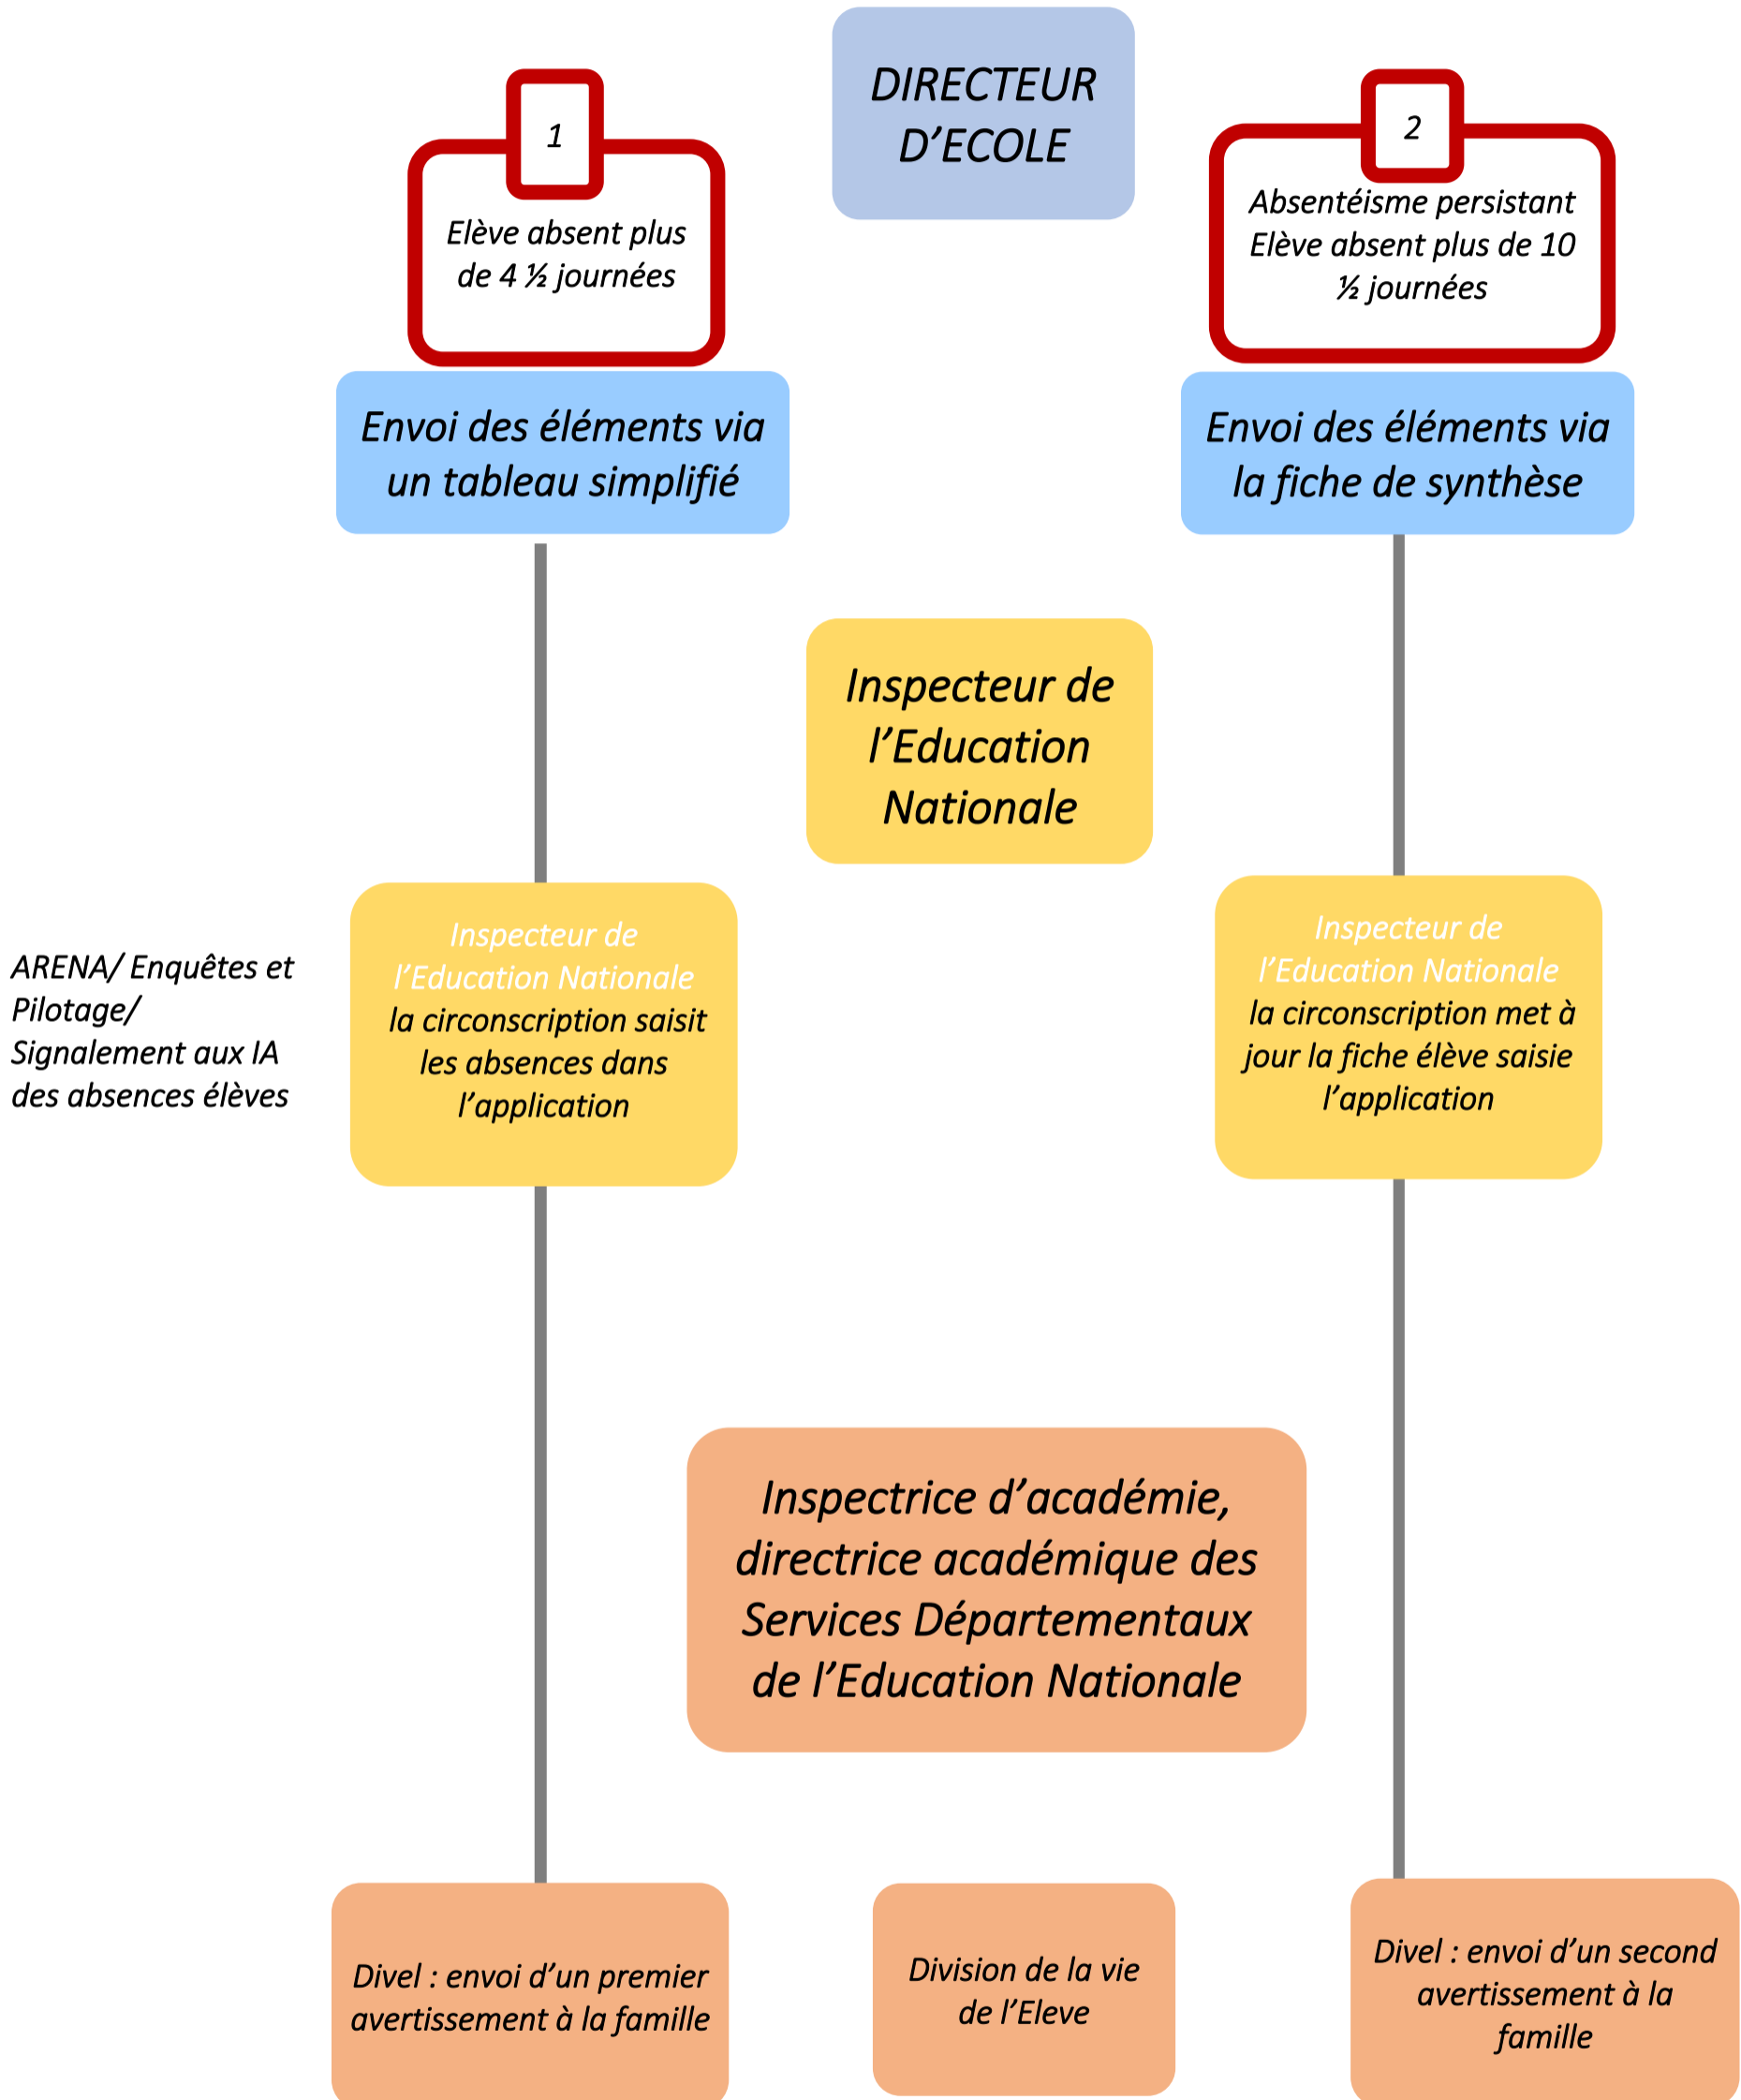 DIRECTEUR
D’ECOLE
1
Elève absent plus
de 4 ½ journées
2
Absentéisme persistant
Elève absent plus de 10
½ journées
Envoi des éléments via
un tableau simplifié
Envoi des éléments via
la fiche de synthèse
Inspecteur de
l’Education
Nationale
ARENA/ Enquêtes et
Pilotage/
Signalement aux IA
des absences élèves
Inspecteur de
l’Education Nationale
la circonscription saisit
les absences dans
l’application
Inspecteur de
l’Education Nationale
la circonscription met à
jour la fiche élève saisie
l’application
Inspectrice d’académie,
directrice académique des
Services Départementaux
de l’Education Nationale
Divel : envoi d’un premier
avertissement à la famille
Division de la vie
de l’Eleve
Divel : envoi d’un second
avertissement à la
famille